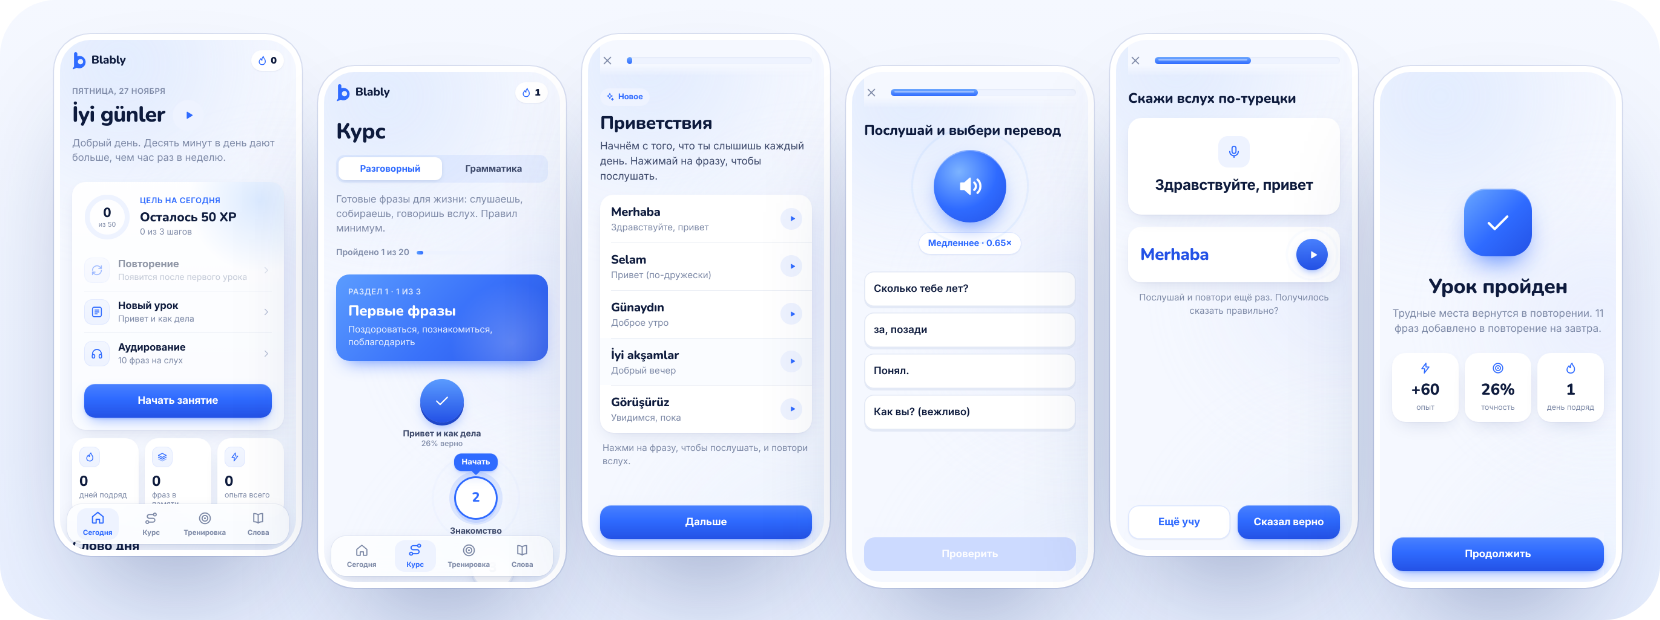 Blably
0
ПЯТНИЦА, 27 НОЯБРЯ
İyi günler
Добрый день. Десять минут в день дают
больше, чем час раз в неделю.
0
из 50
ЦЕЛЬ НА СЕГОДНЯ
Осталось 50 XP
0 из 3 шагов
Повторение
Появится после первого урока
Новый урок
Привет и как дела
Аудирование
10 фраз на слух
Начать занятие
0
дней подряд
0
фраз в
0
опыта всего
Сегодня
Курс
Тренировка
Слова
лово дня
Blably
1
Курс
Разговорный
Грамматика
Готовые фразы для жизни: слушаешь,
собираешь, говоришь вслух. Правил
минимум.
Пройдено 1 из 20
РАЗДЕЛ 1 · 1 ИЗ 3
Первые фразы
Поздороваться, познакомиться,
поблагодарить
Привет и как дела
26% верно
Начать
2
Знакомство
Сегодня
Курс
Тренировка
Слова
Новое
Приветствия
Начнём с того, что ты слышишь каждый
день. Нажимай на фразу, чтобы
послушать.
Merhaba
Здравствуйте, привет
Selam
Привет (по-дружески)
Günaydın
Доброе утро
İyi akşamlar
Добрый вечер
Görüşürüz
Увидимся, пока
Нажми на фразу, чтобы послушать, и повтори
вслух.
Дальше
Послушай и выбери перевод
Медленнее · 0.65×
Сколько тебе лет?
за, позади
Понял.
Как вы? (вежливо)
Проверить
Скажи вслух по-турецки
Здравствуйте, привет
Merhaba
Послушай и повтори ещё раз. Получилось
сказать правильно?
Ещё учу
Сказал верно
Урок пройден
Трудные места вернутся в повторении. 11
фраз добавлено в повторение на завтра.
+60
опыт
26%
точность
1
день подряд
Продолжить